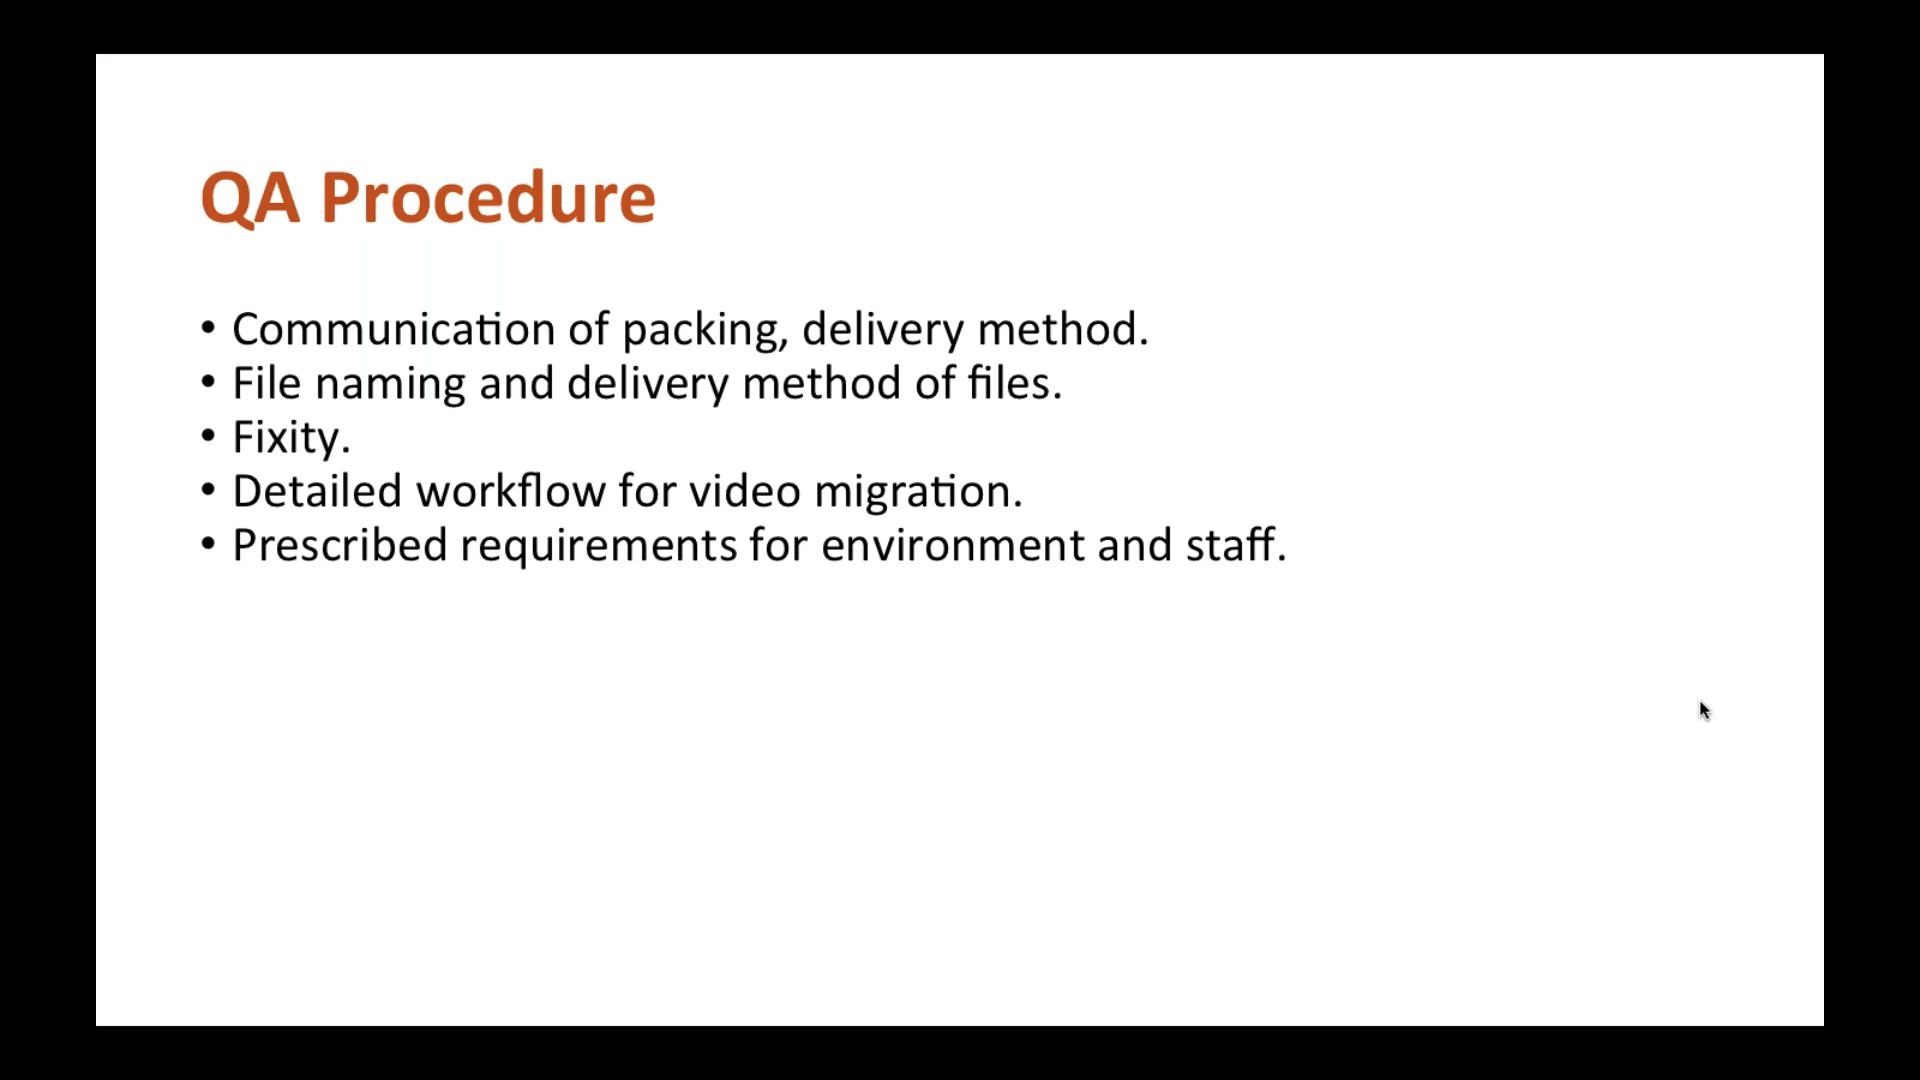 QA Procedure
• Communication of packing, delivery method.
• File naming and delivery method of files.
• Fixity.
• Detailed workflow for video migration.
• Prescribed requirements for environment and staff.